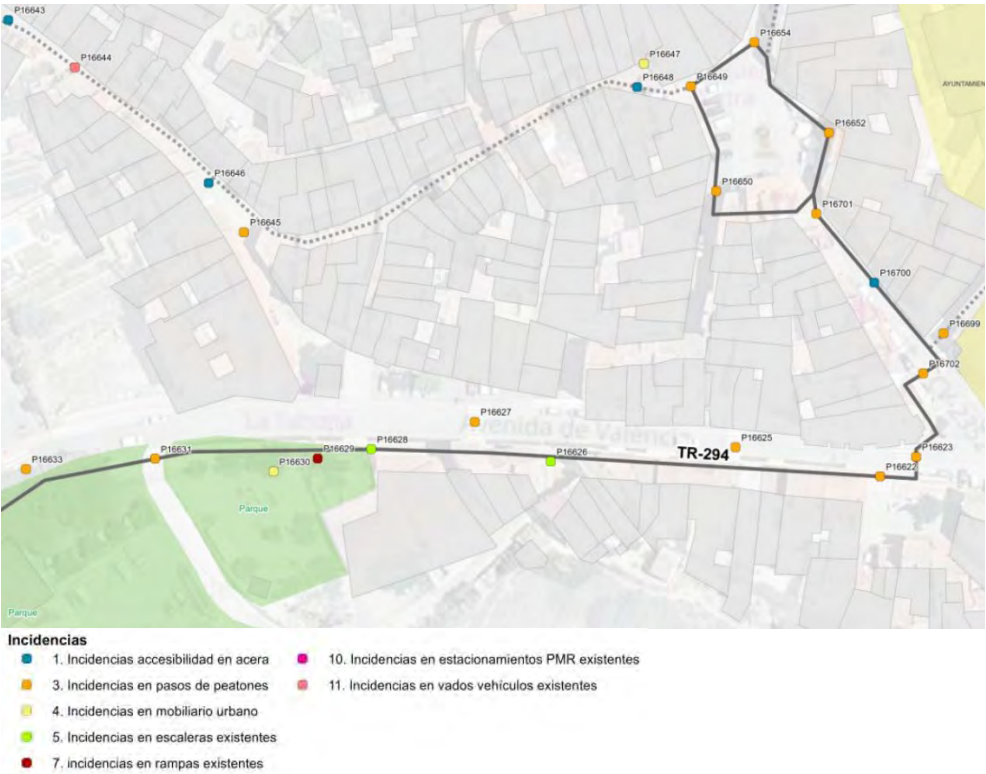 P16643
P16654
P16644
P16647
P16648
P16649
AYUNTAMIEN
P16652
P16646
P16650
P16645
P16701
P16700
P16699
P16702
P16627
Avenida de Valencia
P16628
P16625
P16623
P16631
P16629
P16626
TR-294
P16633
P16630
P16622
Parque
Parque
Incidencias
1. Incidencias accesibilidad en acera
10. Incidencias en estacionamientos PMR existentes
3. Incidencias en pasos de peatones
11. Incidencias en vados vehículos existentes
4. Incidencias en mobiliario urbano
5. Incidencias en escaleras existentes
7. incidencias en rampas existentes